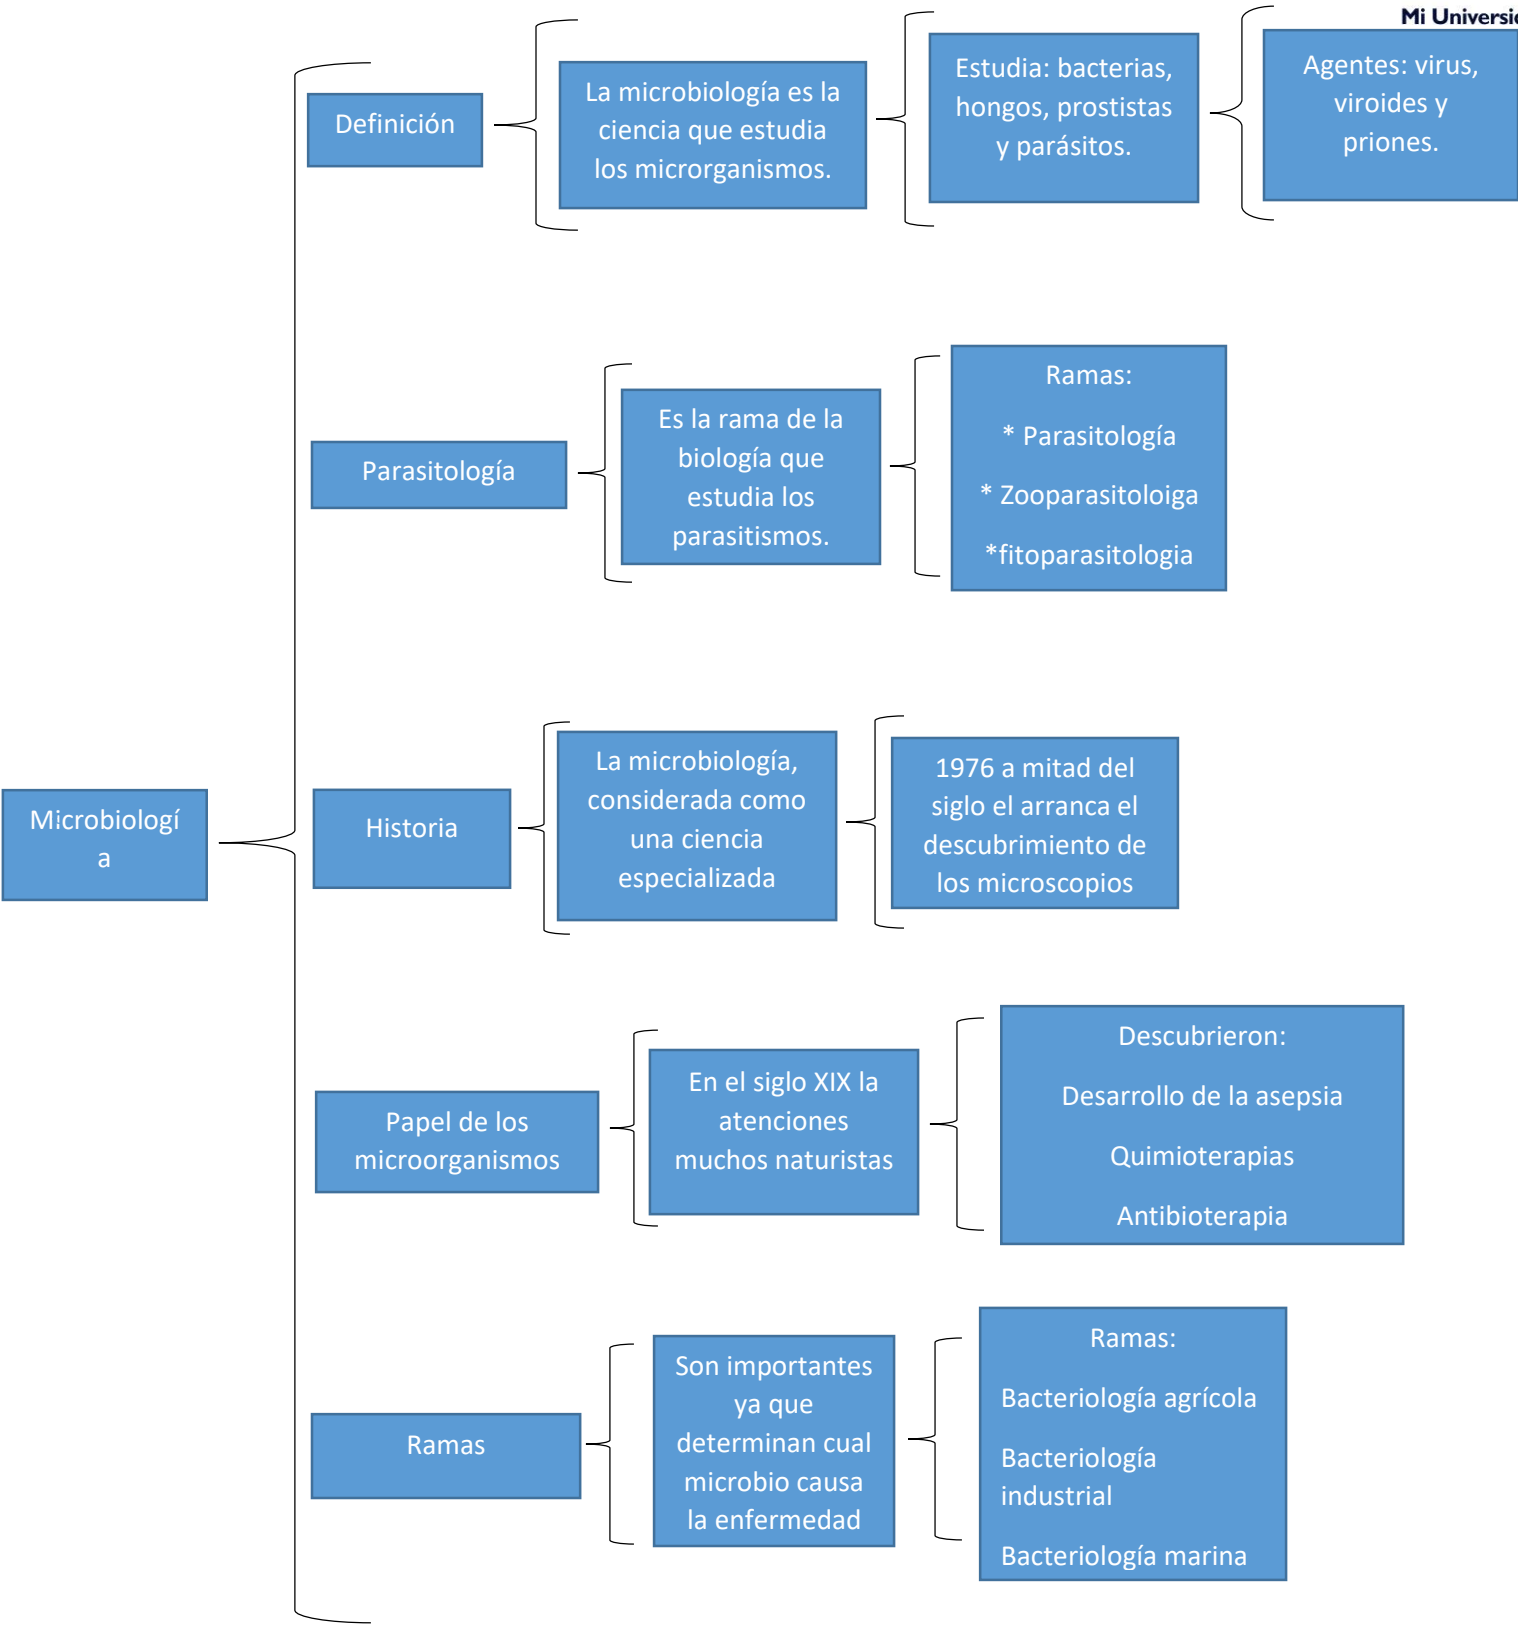 Mi Universi
Definición
La microbiología es la
ciencia que estudia
los microrganismos.
Estudia: bacterias,
hongos, prostistas
y parásitos.
Agentes: virus,
viroides y
priones.
Parasitología
Es la rama de la
biología que
estudia los
parasitismos.
Ramas:
* Parasitología
* Zooparasitoloiga
*fitoparasitologia
Microbiologí
a
Historia
La microbiología,
considerada como
una ciencia
especializada
1976 a mitad del
siglo el arranca el
descubrimiento de
los microscopios
Papel de los
microorganismos
En el siglo XIX la
atenciones
muchos naturistas
Descubrieron:
Desarrollo de la asepsia
Quimioterapias
Antibioterapia
Ramas
Son importantes
ya que
determinan cual
microbio causa
la enfermedad
Ramas:
Bacteriología agrícola
Bacteriología
industrial
Bacteriología marina